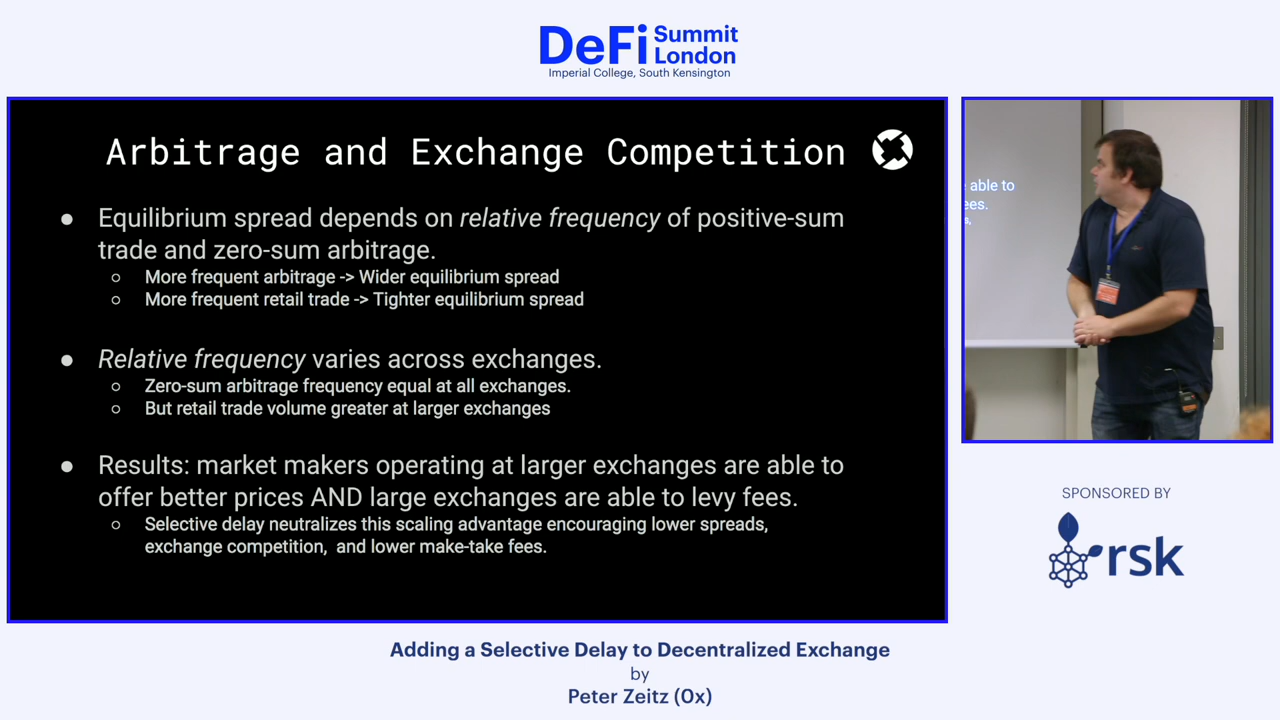 DeFi Summit
London
Imperial College, South Kensington
Arbitrage and Exchange Competition
● Equilibrium spread depends on relative frequency of positive-sum
trade and zero-sum arbitrage.
○ More frequent arbitrage -> Wider equilibrium spread
○ More frequent retail trade -> Tighter equilibrium spread
● Relative frequency varies across exchanges.
○ Zero-sum arbitrage frequency equal at all exchanges.
○ But retail trade volume greater at larger exchanges
● Results: market makers operating at larger exchanges are able to
offer better prices AND large exchanges are able to levy fees.
○ Selective delay neutralizes this scaling advantage encouraging lower spreads,
exchange competition, and lower make-take fees.
able to
ees.
s,
SPONSORED BY
rsk
Adding a Selective Delay to Decentralized Exchange
by
Peter Zeitz (0x)